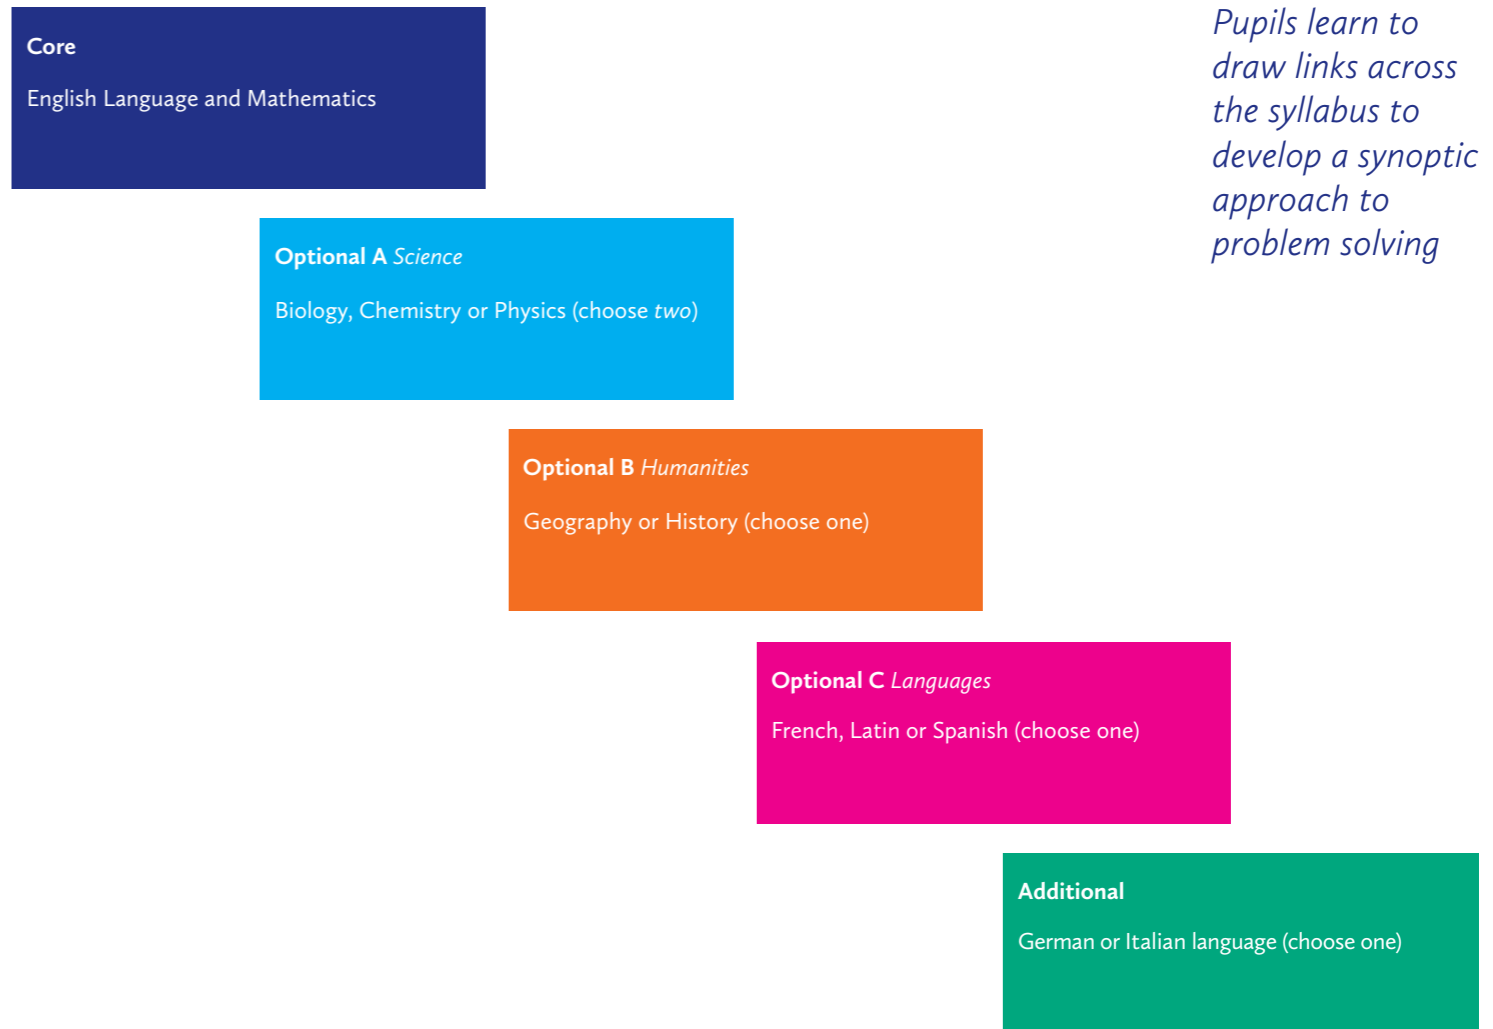 Core
English Language and Mathematics
Pupils learn to
draw links across
the syllabus to
develop a synoptic
approach to
problem solving
Optional A Science
Biology, Chemistry or Physics (choose two)
Optional B Humanities
Geography or History (choose one)
Optional C Languages
French, Latin or Spanish (choose one)
Additional
German or Italian language (choose one)